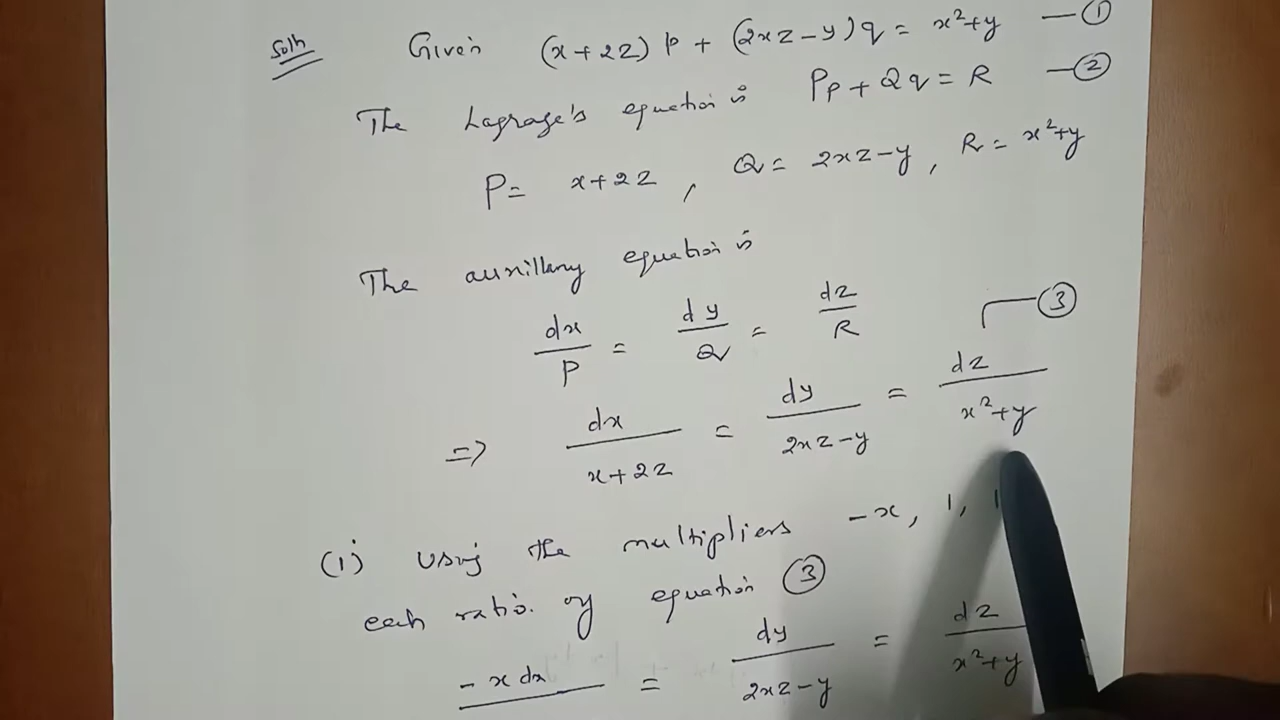 Soln Given (x+2z) p + (2xz-y) q = x²+y —①
The Lagrage's equation is Pp + Qq = R —②
P= x+2z , Q= 2xz-y , R= x²+y
The auxillary equation is
dx/P = dy/Q = dz/R
=> dx/(x+2z) = dy/(2xz-y) = dz/(x²+y) —③
(i) Using the multipliers -x, 1, 1
each ratio. of equation ③
-x dx = dy/(2xz-y) = dz/(x²+y)